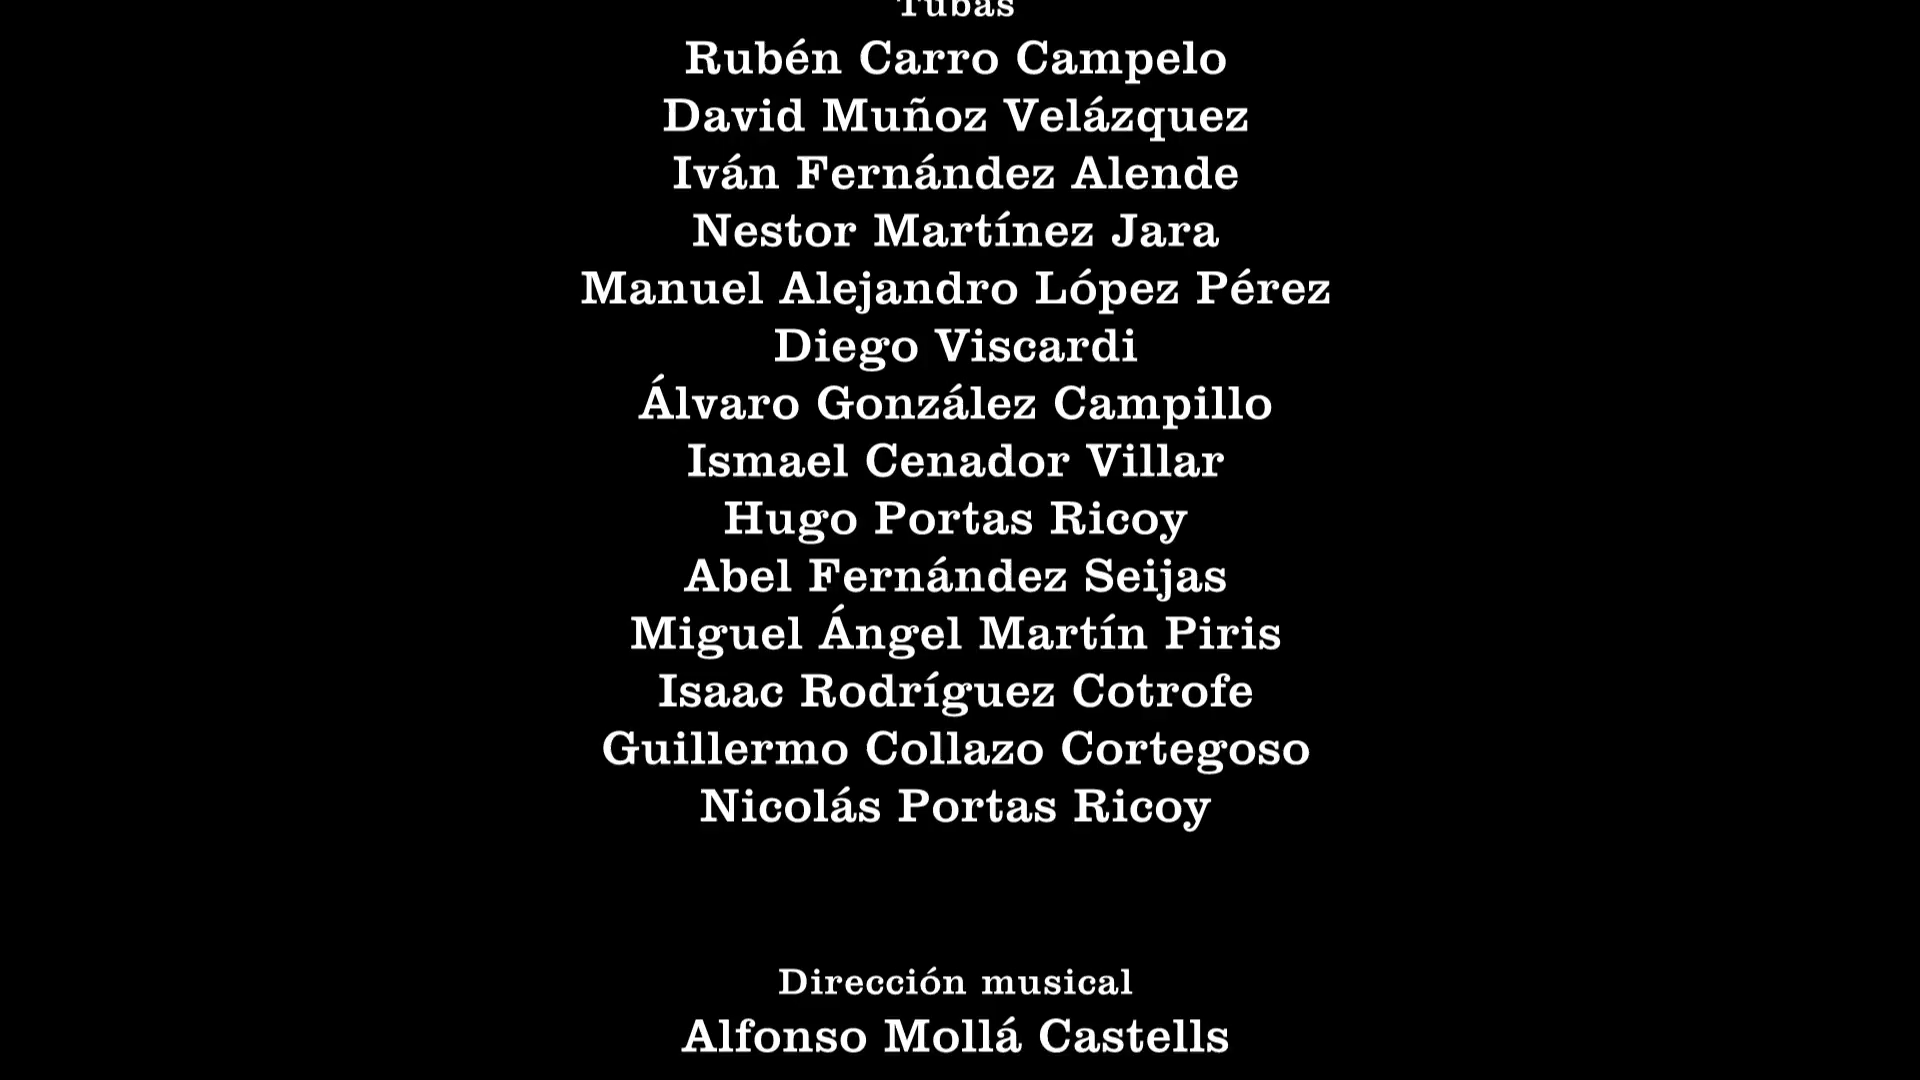 Tubas
Rubén Carro Campelo
David Muñoz Velázquez
Iván Fernández Alende
Nestor Martínez Jara
Manuel Alejandro López Pérez
Diego Viscardi
Álvaro González Campillo
Ismael Cenador Villar
Hugo Portas Ricoy
Abel Fernández Seijas
Miguel Ángel Martín Piris
Isaac Rodríguez Cotrofe
Guillermo Collazo Cortegoso
Nicolás Portas Ricoy
Dirección musical
Alfonso Mollá Castells